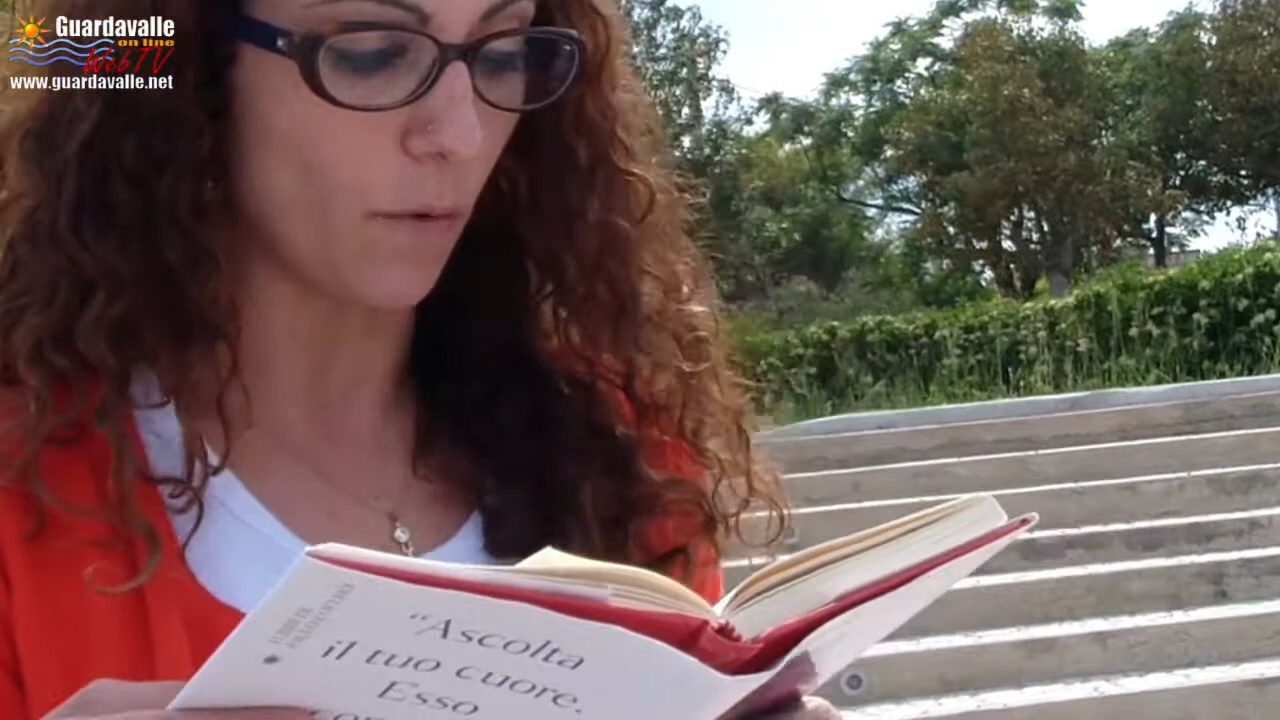 Guardavalle
on line
WebTV
www.guardavalle.net
"Ascolta
il tuo cuore.
Esso